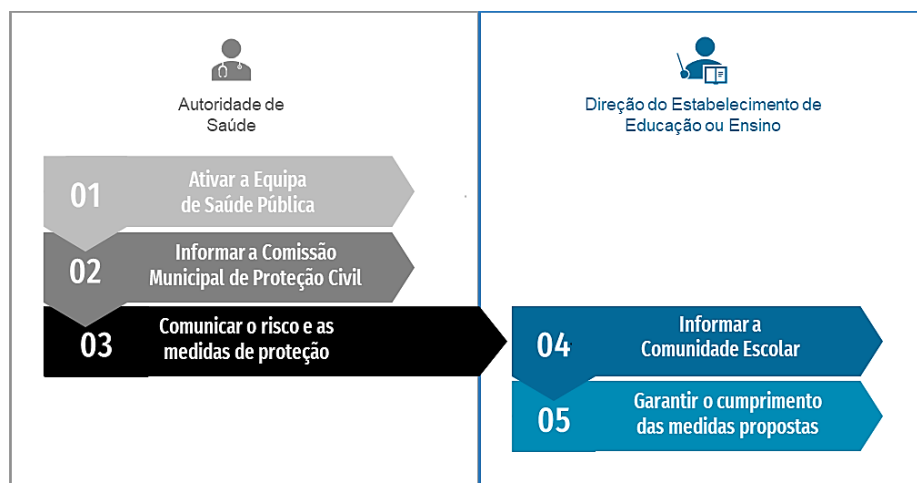 Autoridade de
Saúde
Direção do Estabelecimento de
Educação ou Ensino
01
Ativar a Equipa
de Saúde Pública
02
Informar a Comissão
Municipal de Proteção Civil
03
Comunicar o risco e as
medidas de proteção
04
Informar a
Comunidade Escolar
05
Garantir o cumprimento
das medidas propostas